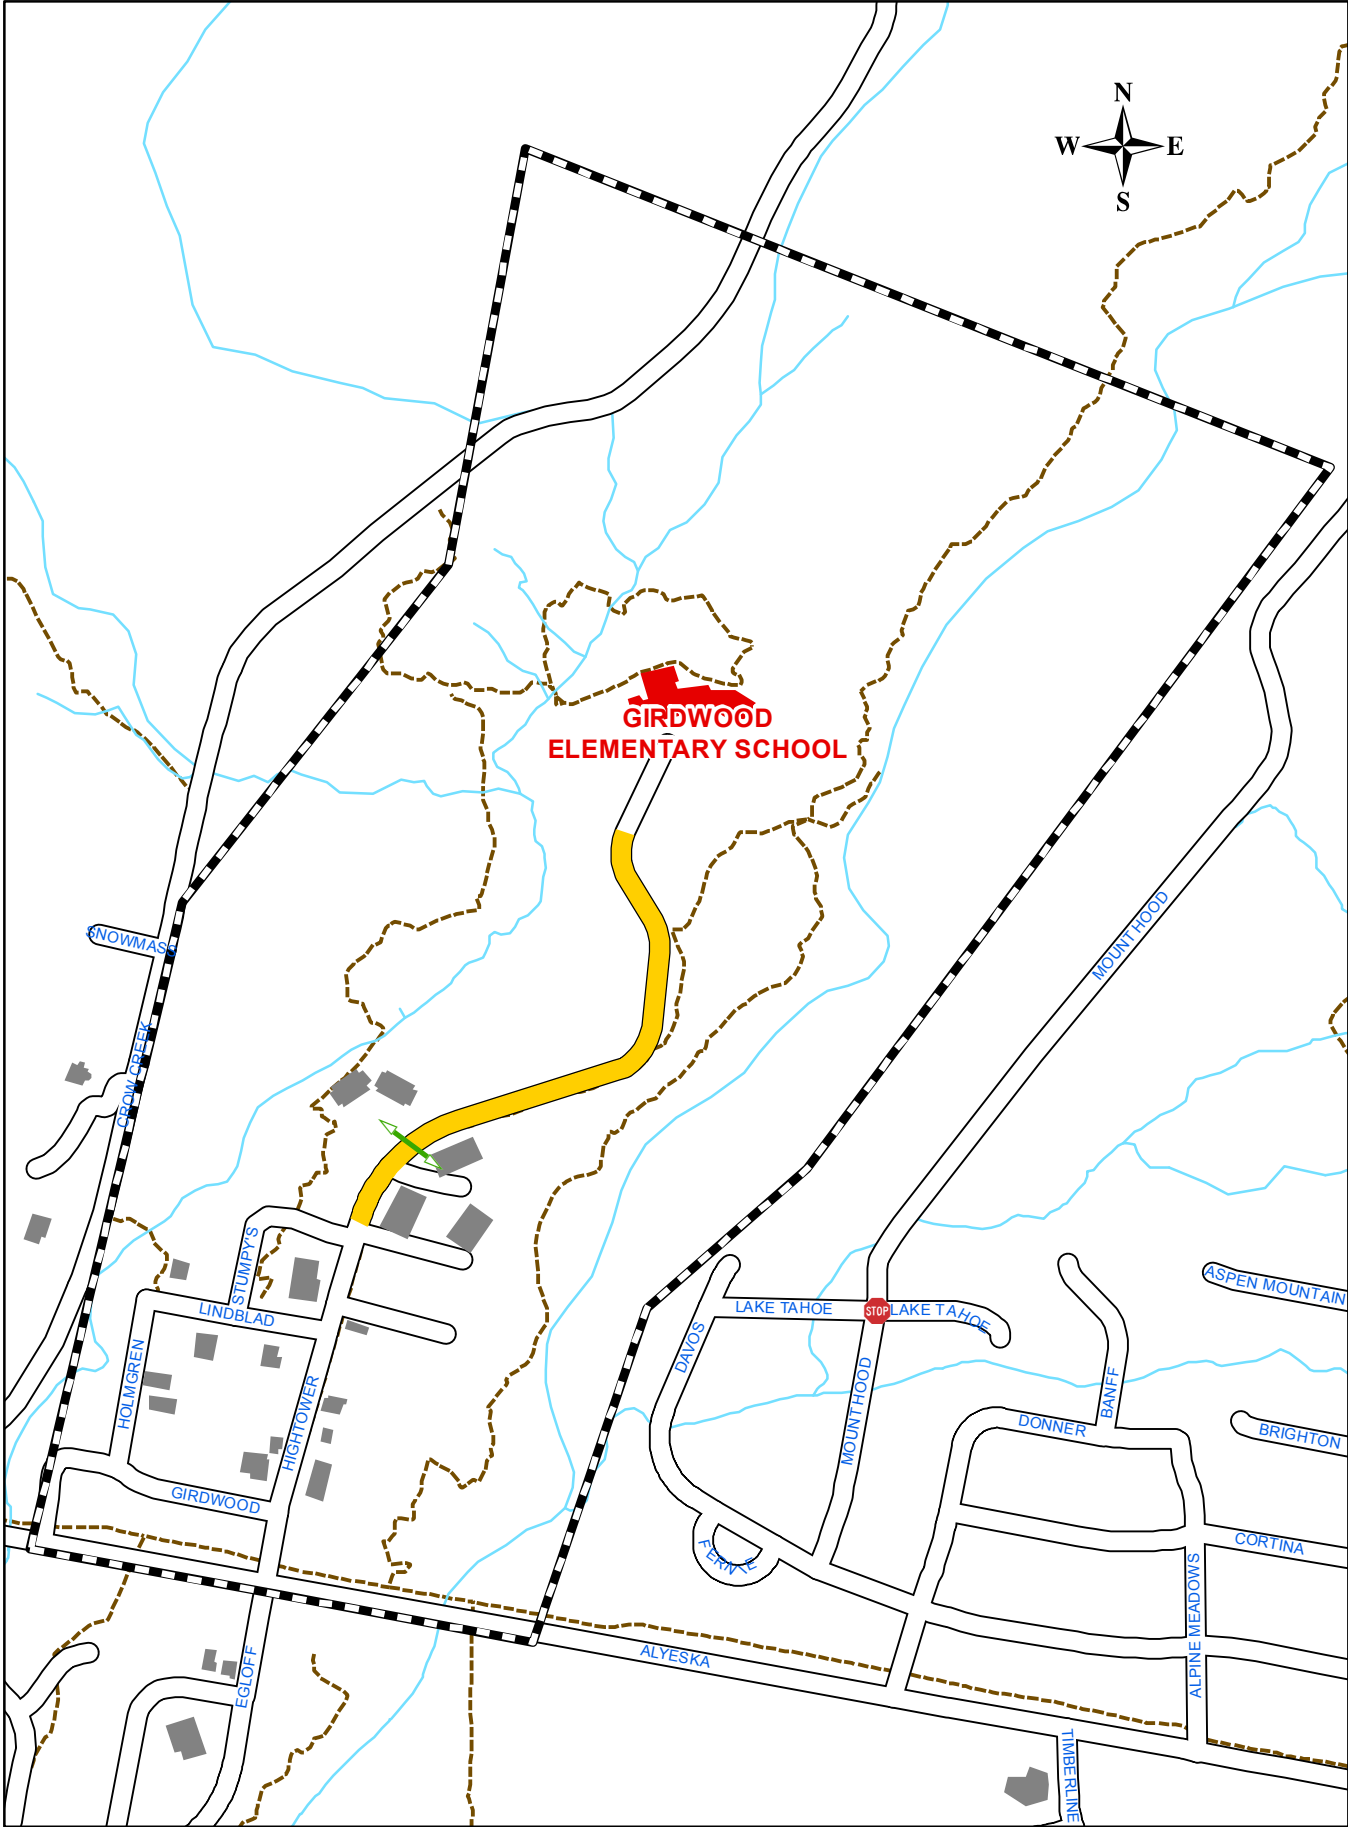 N
W E
S
GIRDWOOD
ELEMENTARY SCHOOL
SNOWMASS
MOUNT HOOD
CROW CREEK
STUMPY'S
LINDBLAD
HOLMGREN
HIGHTOWER
GIRDWOOD
EGLOFF
LAKE TAHOE
STOP
LAKE TAHOE
DAVOS
MOUNT HOOD
FERNIE
ASPEN MOUNTAIN
BANFF
DONNER
BRIGHTON
CORTINA
ALPINE MEADOWS
ALYESKA
TIMBERLINE